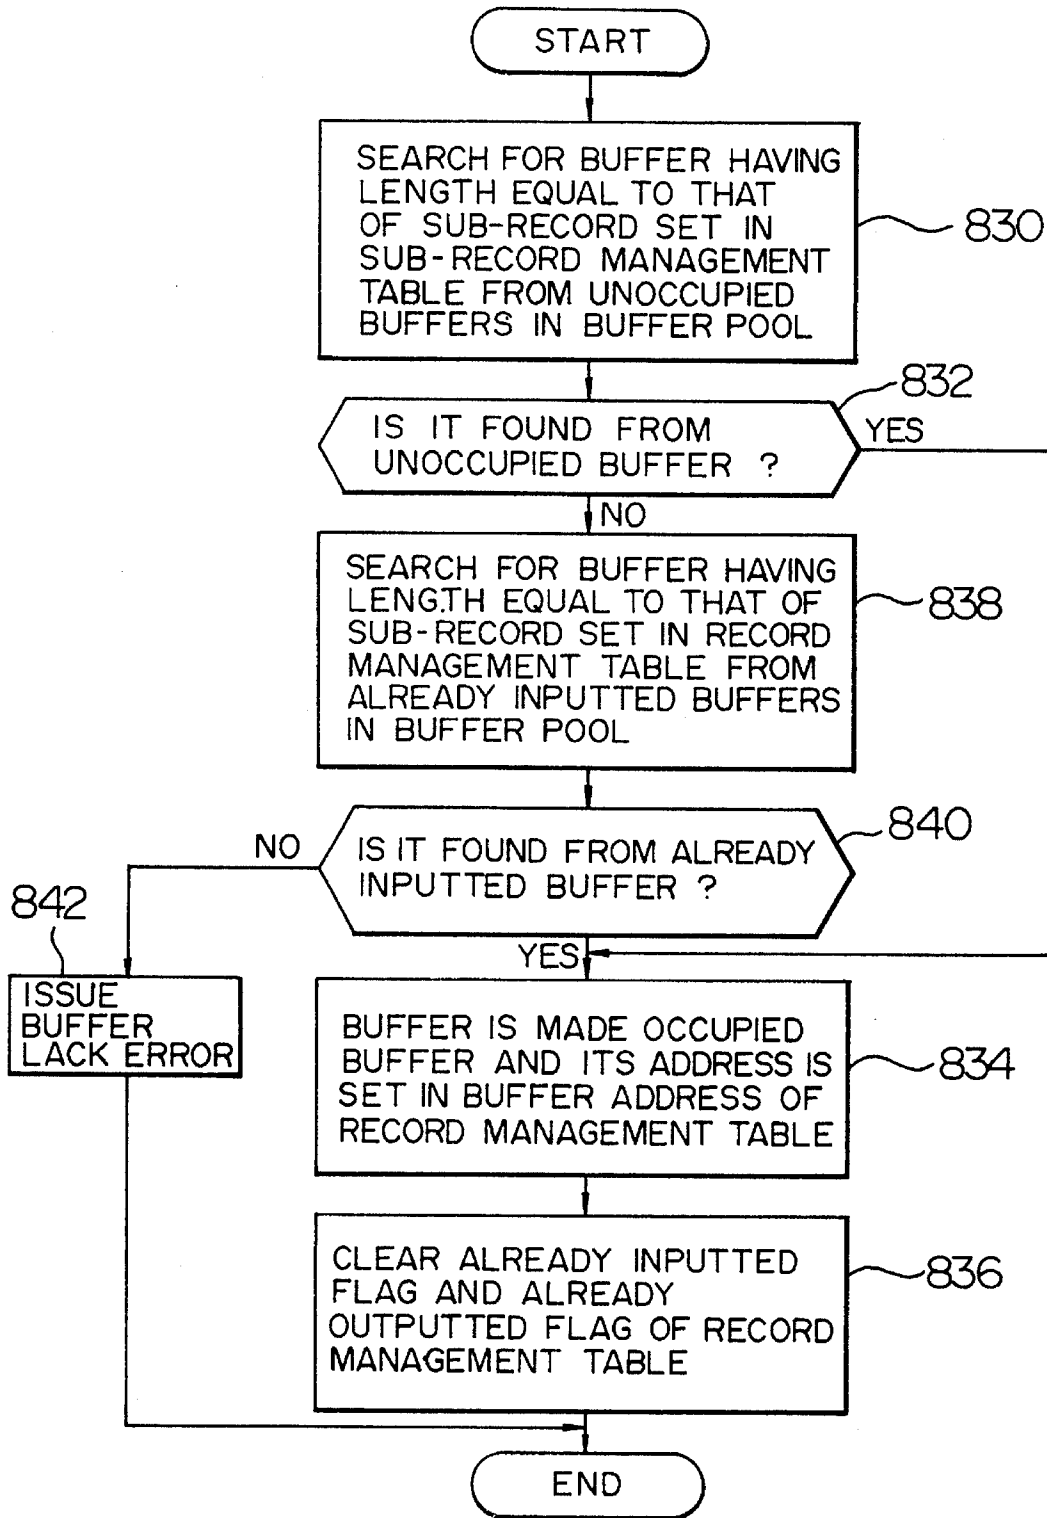 START
SEARCH FOR BUFFER HAVING
LENGTH EQUAL TO THAT
OF SUB-RECORD SET IN
SUB-RECORD MANAGEMENT
TABLE FROM UNOCCUPIED
BUFFERS IN BUFFER POOL
830
832
IS IT FOUND FROM
UNOCCUPIED BUFFER ?
YES
NO
SEARCH FOR BUFFER HAVING
LENGTH EQUAL TO THAT OF
SUB-RECORD SET IN RECORD
MANAGEMENT TABLE FROM
ALREADY INPUTTED BUFFERS
IN BUFFER POOL
838
840
NO
IS IT FOUND FROM ALREADY
INPUTTED BUFFER ?
842
YES
ISSUE
BUFFER
LACK ERROR
BUFFER IS MADE OCCUPIED
BUFFER AND ITS ADDRESS IS
SET IN BUFFER ADDRESS OF
RECORD MANAGEMENT TABLE
834
CLEAR ALREADY INPUTTED
FLAG AND ALREADY
OUTPUTTED FLAG OF RECORD
MANAGEMENT TABLE
836
END